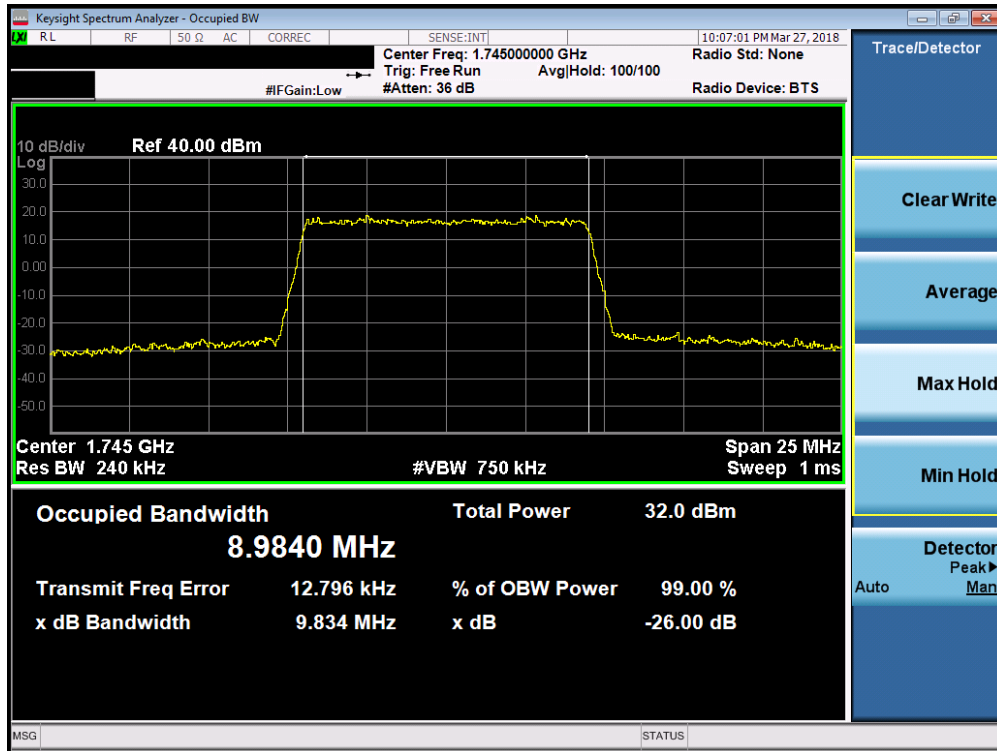 Keysight Spectrum Analyzer - Occupied BW
LXI RL RF 50 Ω AC CORREC SENSE:INT 10:07:01 PM Mar 27, 2018
Center Freq: 1.745000000 GHz Radio Std: None
Trig: Free Run Avg|Hold: 100/100
#IFGain:Low #Atten: 36 dB Radio Device: BTS
10 dB/div Ref 40.00 dBm
Log
30.0
20.0
10.0
0.00
-10.0
-20.0
-30.0
-40.0
-50.0
Center 1.745 GHz Span 25 MHz
Res BW 240 kHz #VBW 750 kHz Sweep 1 ms
Occupied Bandwidth Total Power 32.0 dBm
8.9840 MHz
Transmit Freq Error 12.796 kHz % of OBW Power 99.00 %
x dB Bandwidth 9.834 MHz x dB -26.00 dB
MSG STATUS
Trace/Detector
Clear Write
Average
Max Hold
Min Hold
Detector
Peak▶
Auto Man